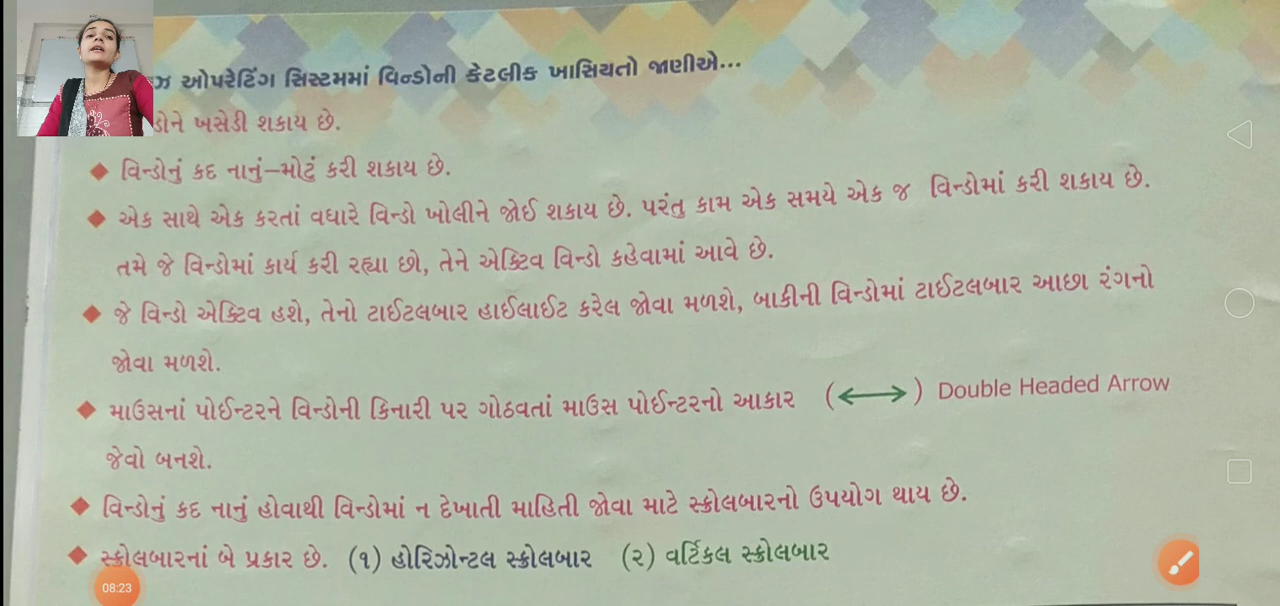 ઓપરેટિંગ સિસ્ટમમાં વિન્ડોની કેટલીક ખાસિયતો જાણીએ...
ખસેડી શકાય છે.
વિન્ડોનું કદ નાનું–મોટું કરી શકાય છે.
એક સાથે એક કરતાં વધારે વિન્ડો ખોલીને જોઈ શકાય છે. પરંતુ કામ એક સમયે એક જ વિન્ડોમાં કરી શકાય છે.
તમે જે વિન્ડોમાં કાર્ય કરી રહ્યા છો, તેને એક્ટિવ વિન્ડો કહેવામાં આવે છે.
જે વિન્ડો એક્ટિવ હશે, તેનો ટાઈટલબાર હાઈલાઈટ કરેલ જોવા મળશે, બાકીની વિન્ડોમાં ટાઈટલબાર આછા રંગનો
જોવા મળશે.
માઉસનાં પોઈન્ટરને વિન્ડોની કિનારી પર ગોઠવતાં માઉસ પોઈન્ટરનો આકાર (⟷) Double Headed Arrow
જેવો બનશે.
વિન્ડોનું કદ નાનું હોવાથી વિન્ડોમાં ન દેખાતી માહિતી જોવા માટે સ્ક્રોલબારનો ઉપયોગ થાય છે.
સ્ક્રોલબારનાં બે પ્રકાર છે. (૧) હોરિઝોન્ટલ સ્ક્રોલબાર (૨) વર્ટિકલ સ્ક્રોલબાર
08:23